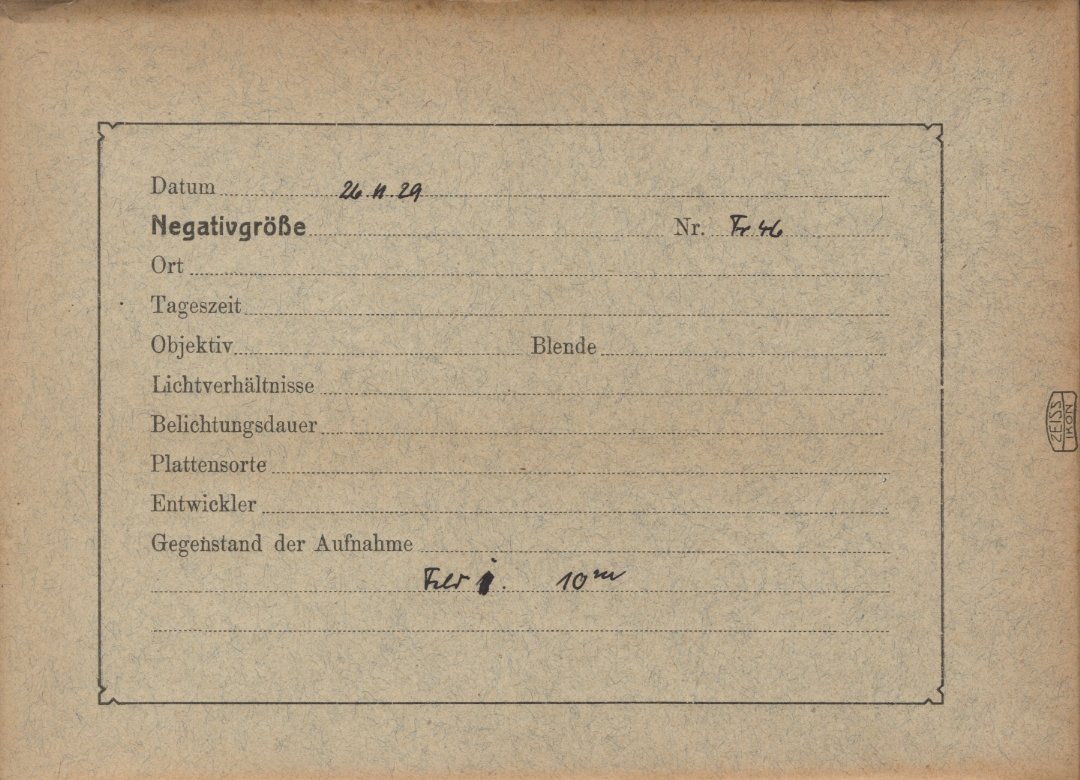 Datum 26.11.29
Negativgröße Nr. Fr 46
Ort
Tageszeit
Objektiv Blende
Lichtverhältnisse
Belichtungsdauer
Plattensorte
Entwickler
Gegenstand der Aufnahme
10 m
ZEISS
IKON